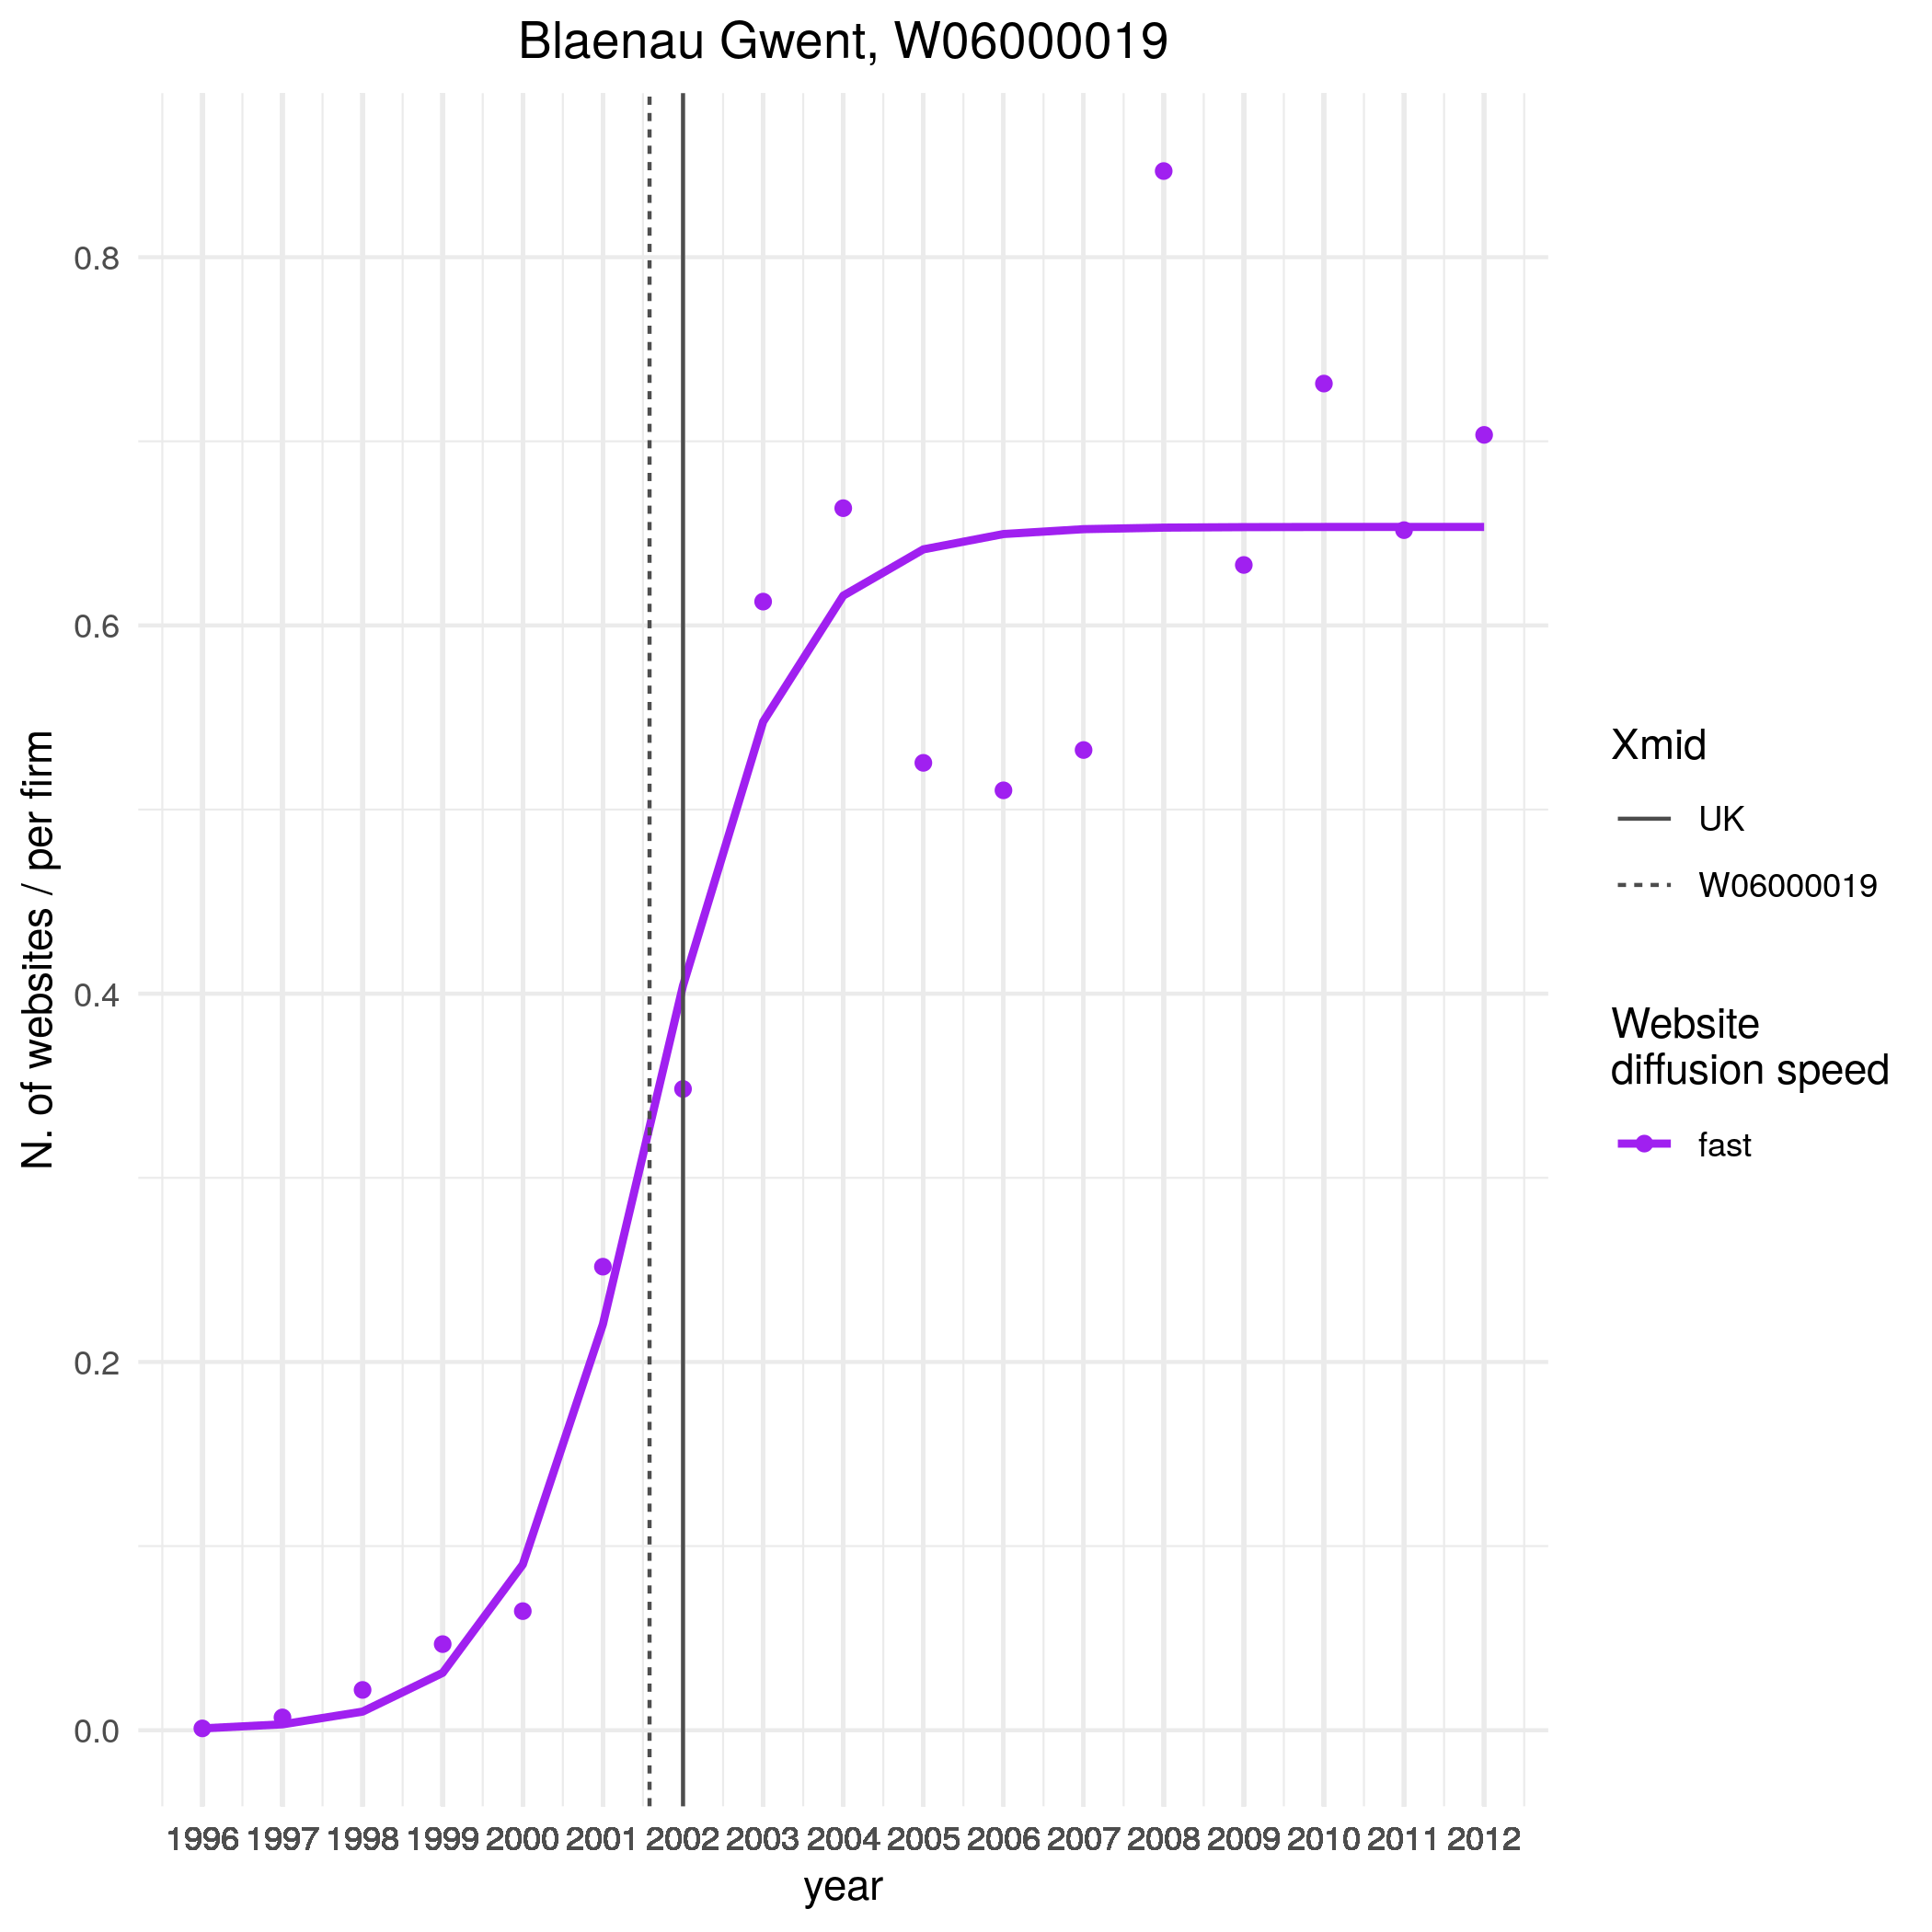 Blaenau Gwent, W06000019
N. of websites / per firm
0.8
0.6
0.4
0.2
0.0
1996 1997 1998 1999 2000 2001 2002 2003 2004 2005 2006 2007 2008 2009 2010 2011 2012
year
Xmid
UK
W06000019
Website
diffusion speed
fast